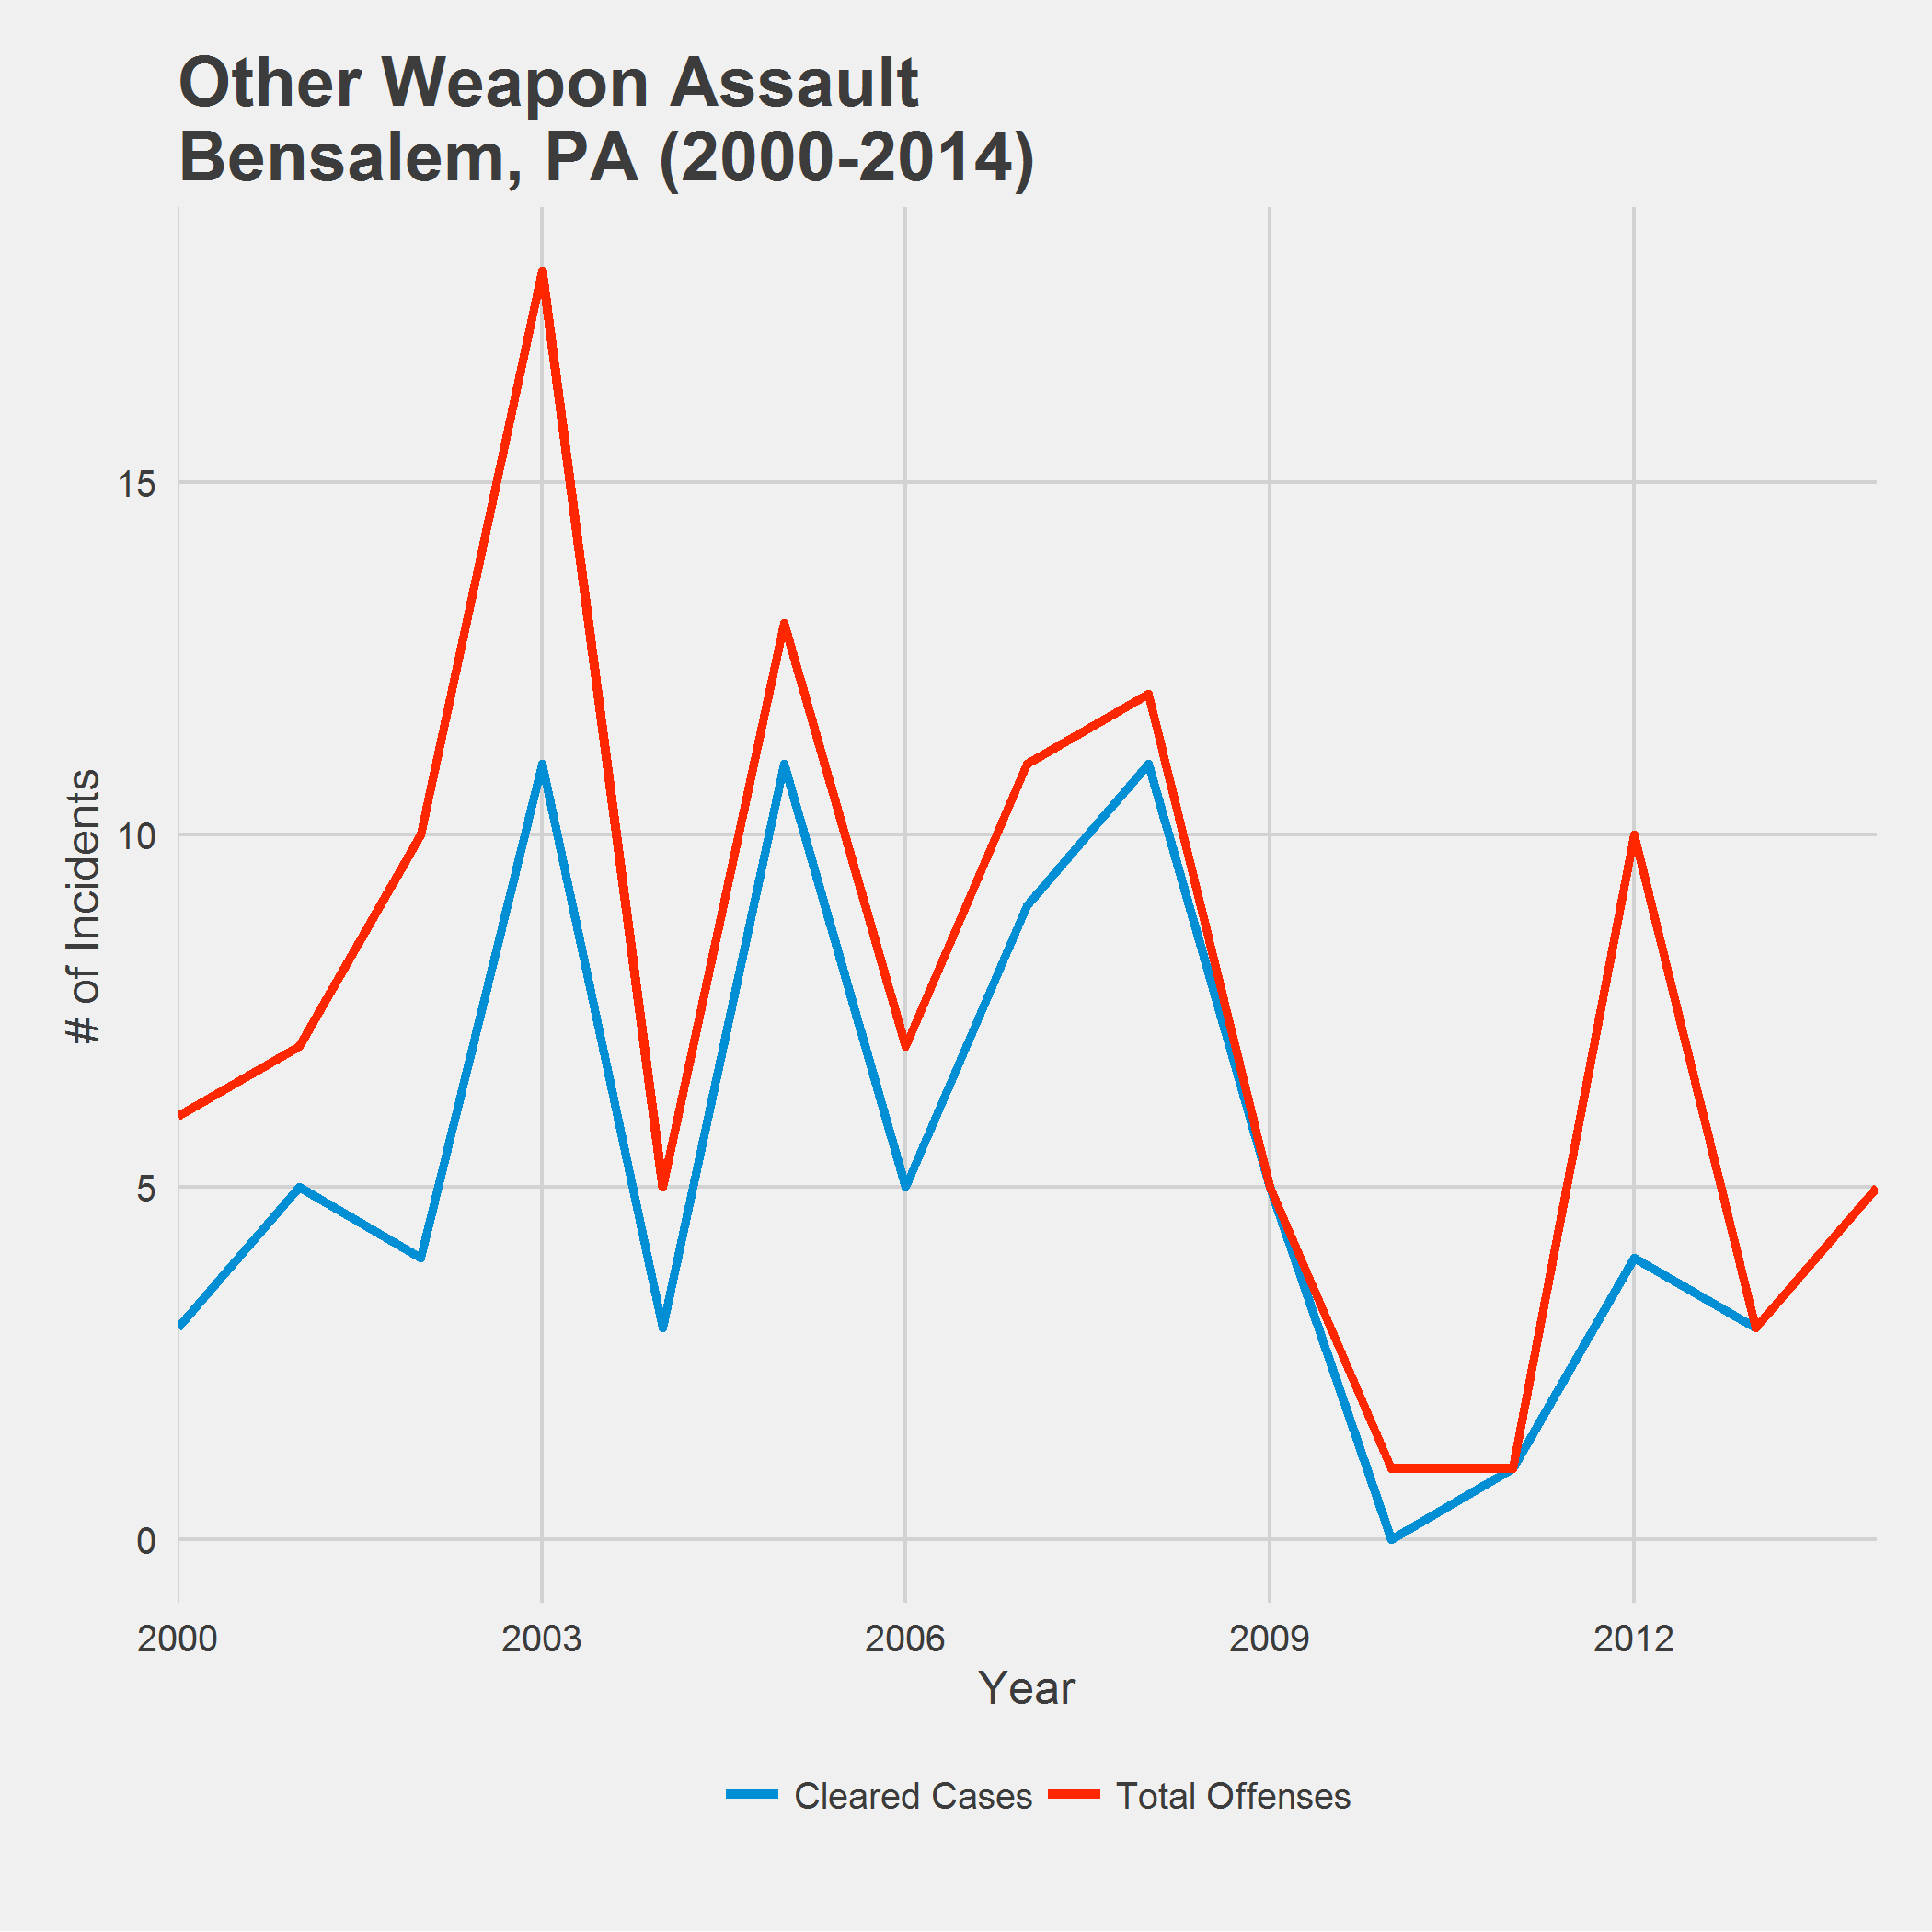 Other Weapon Assault
Bensalem, PA (2000-2014)
# of Incidents
15
10
5
0
2000 2003 2006 2009 2012
Year
Cleared Cases Total Offenses